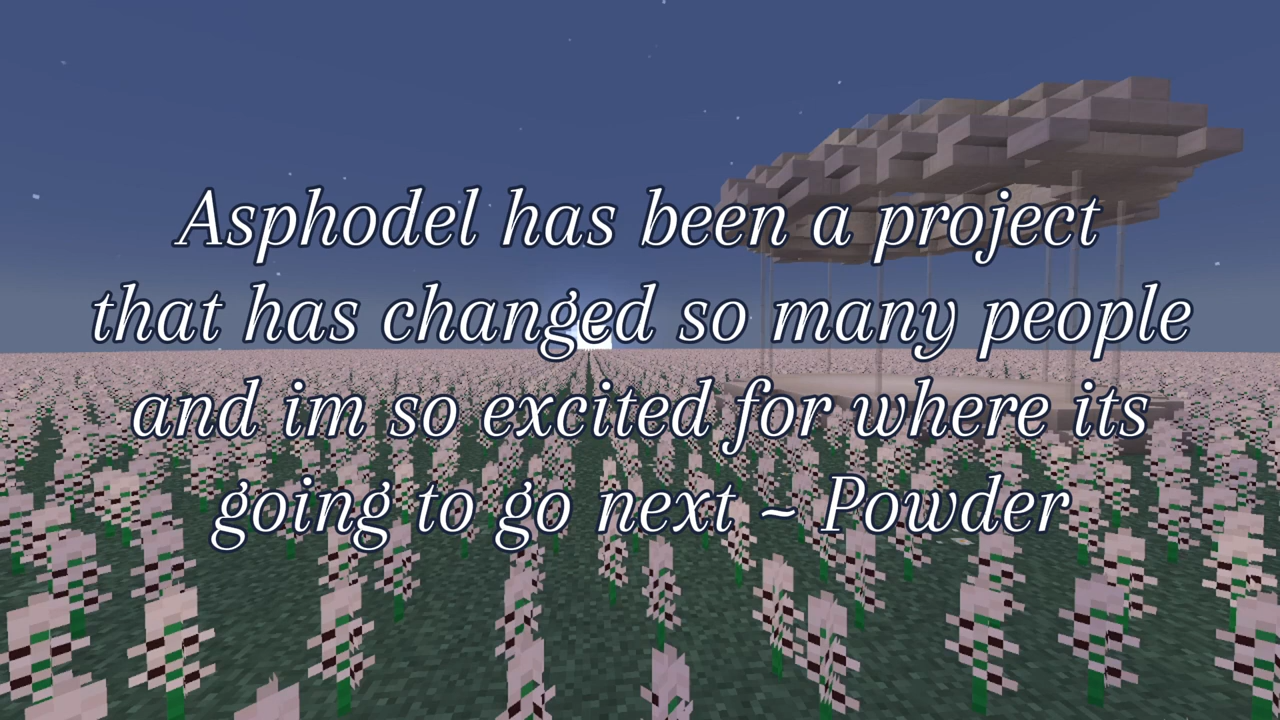 Asphodel has been a project
that has changed so many people
and im so excited for where its
going to go next ~ Powder